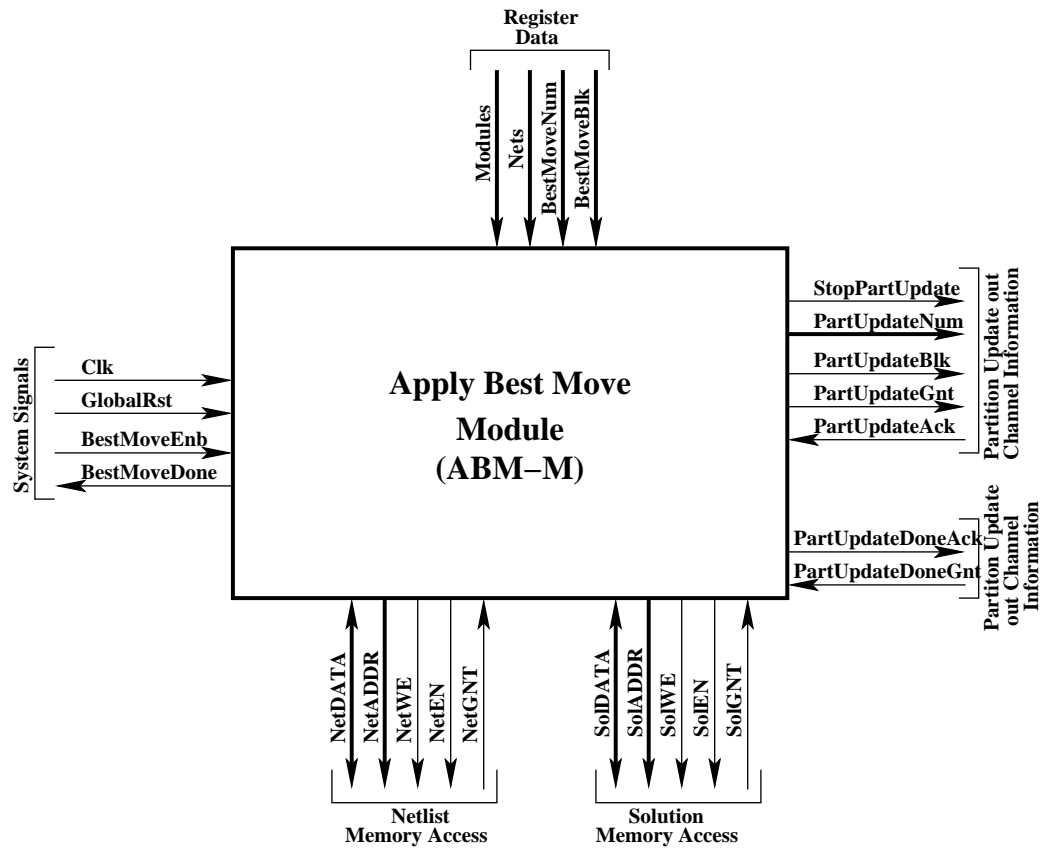 Register
Data
Modules
Nets
BestMoveNum
BestMoveBlk
System Signals
Clk
GlobalRst
BestMoveEnb
BestMoveDone
Apply Best Move
Module
(ABM−M)
StopPartUpdate
PartUpdateNum
PartUpdateBlk
PartUpdateGnt
PartUpdateAck
Partition Update out
Channel Information
PartUpdateDoneAck
PartUpdateDoneGnt
Partition Update
out Channel
Information
NetDATA
NetADDR
NetWE
NetEN
NetGNT
Netlist
Memory Access
SolDATA
SolADDR
SolWE
SolEN
SolGNT
Solution
Memory Access